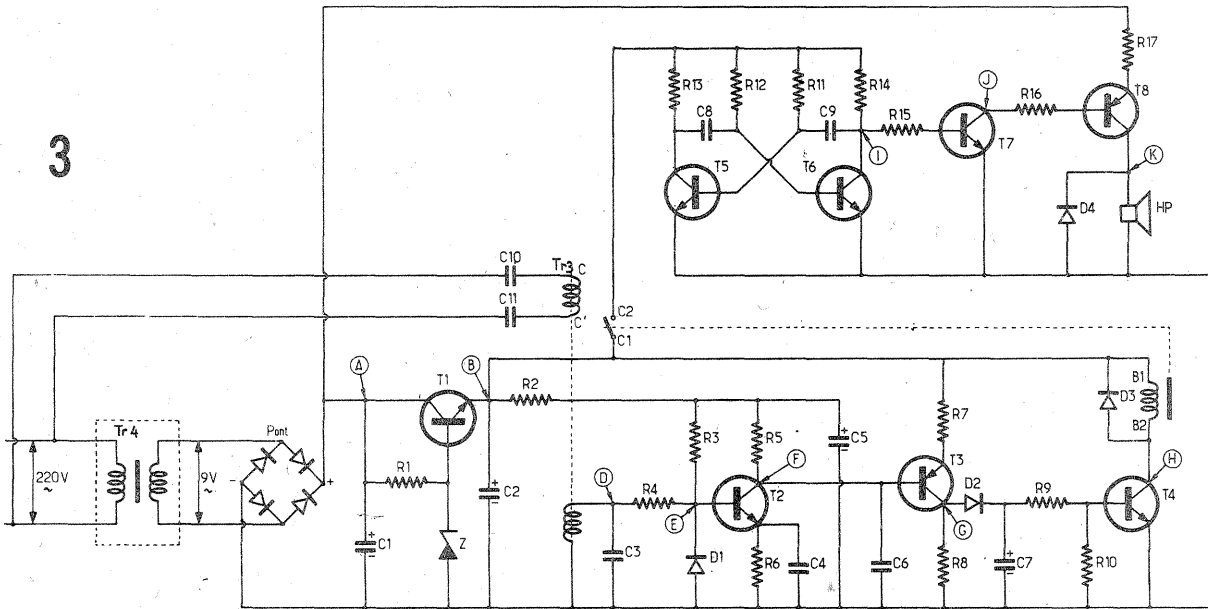 3
R17
R13
R12
R11
R14
R16
J
T8
C8
C9
R15
I
T7
K
T5
T6
D4
HP
C10
Tr3
C
C11
C'
C2
C1
A
T1
B
R2
B1
D3
B2
R3
R5
C5
R7
Tr4
Pont
220V
~
9V
~
-
+
R1
C2
+
-
D
R4
E
F
T2
T3
D2
G
R9
H
T4
C1
+
-
Z
C3
D1
R6
C4
C6
R8
C7
+
-
R10